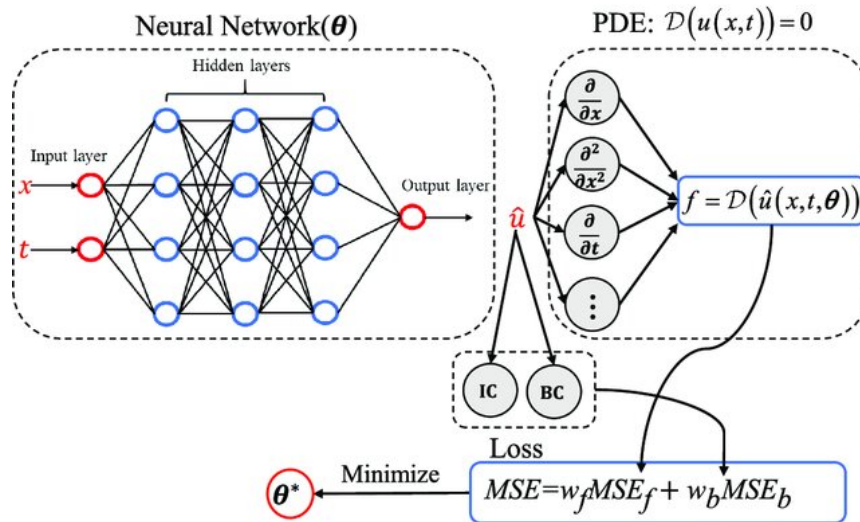 Neural Network(θ)
PDE: 𝒟(u(x,t))=0
Hidden layers
Input layer
Output layer
x
t
û
∂/∂x
∂²/∂x²
∂/∂t
⋮
f = 𝒟(û(x,t,θ))
IC
BC
Loss
Minimize
θ*
MSE=w_f MSE_f + w_b MSE_b